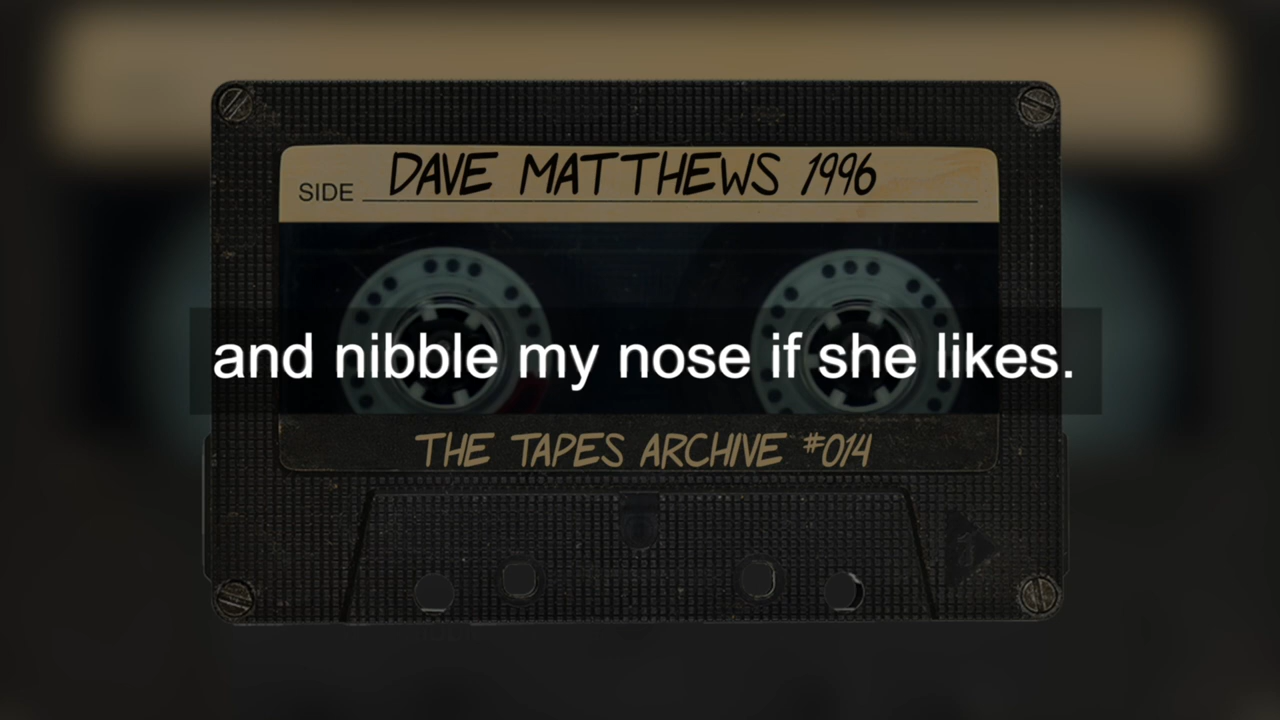 DAVE MATTHEWS 1996
SIDE
and nibble my nose if she likes.
THE TAPES ARCHIVE #014